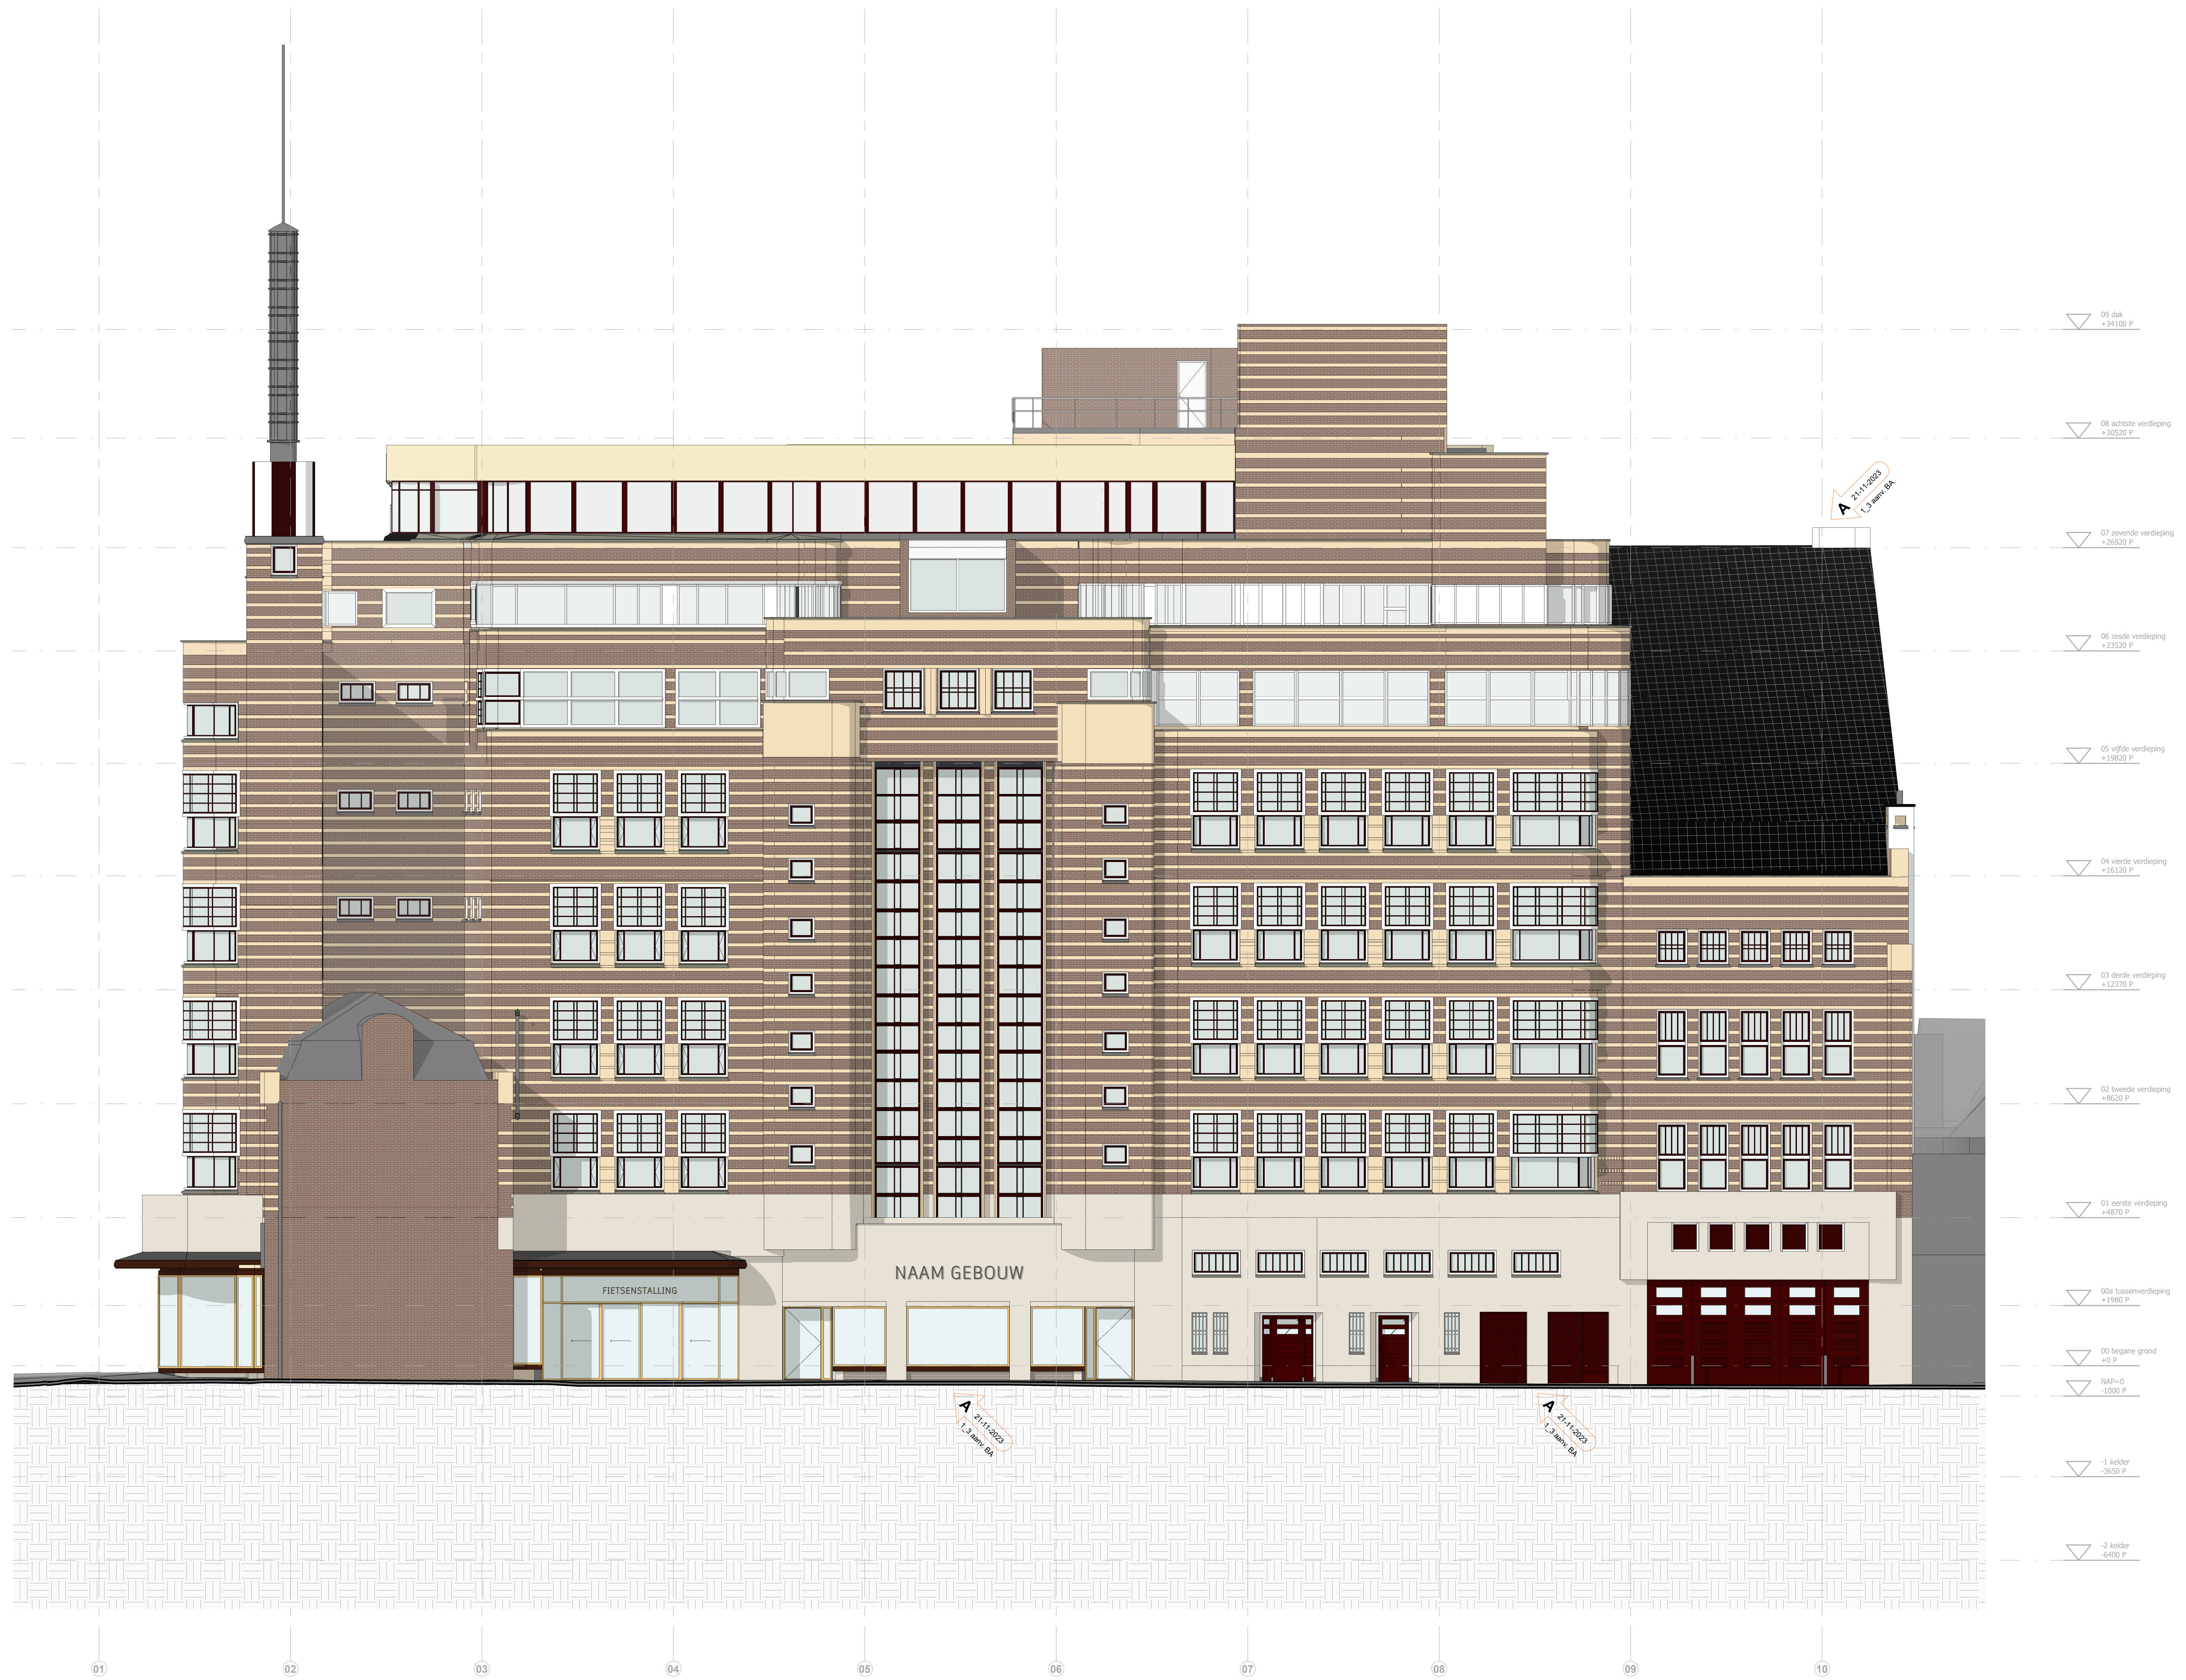 09 dak
+34100 P
08 achtste verdieping
+30520 P
A
21-11-2023
1_3 aanv. BA
07 zevende verdieping
+26920 P
06 zesde verdieping
+23520 P
05 vijfde verdieping
+19820 P
04 vierde verdieping
+16120 P
03 derde verdieping
+12370 P
02 tweede verdieping
+8620 P
01 eerste verdieping
+4870 P
NAAM GEBOUW
FIETSENSTALLING
00a tussenverdieping
+1980 P
00 begane grond
+0 P
NAP=0
-1000 P
A
21-11-2023
1_3 aanv. BA
A
21-11-2023
1_3 aanv. BA
-1 kelder
-3650 P
-2 kelder
-6400 P
01 02 03 04 05 06 07 08 09 10